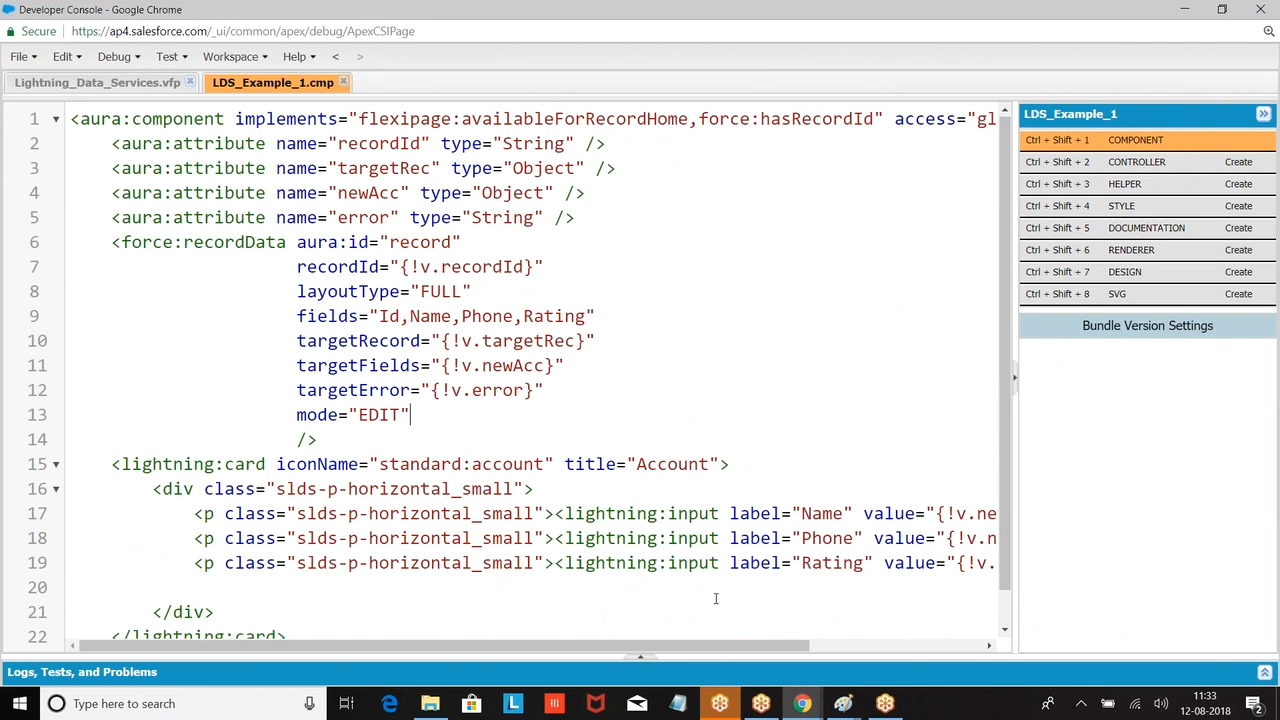 Developer Console - Google Chrome
Secure https://ap4.salesforce.com/_ui/common/apex/debug/ApexCSIPage
File Edit Debug Test Workspace Help < >
Lightning_Data_Services.vfp LDS_Example_1.cmp
1 <aura:component implements="flexipage:availableForRecordHome,force:hasRecordId" access="gl
2 <aura:attribute name="recordId" type="String" />
3 <aura:attribute name="targetRec" type="Object" />
4 <aura:attribute name="newAcc" type="Object" />
5 <aura:attribute name="error" type="String" />
6 <force:recordData aura:id="record"
7 recordId="{!v.recordId}"
8 layoutType="FULL"
9 fields="Id,Name,Phone,Rating"
10 targetRecord="{!v.targetRec}"
11 targetFields="{!v.newAcc}"
12 targetError="{!v.error}"
13 mode="EDIT"
14 />
15 <lightning:card iconName="standard:account" title="Account">
16 <div class="slds-p-horizontal_small">
17 <p class="slds-p-horizontal_small"><lightning:input label="Name" value="{!v.ne
18 <p class="slds-p-horizontal_small"><lightning:input label="Phone" value="{!v.n
19 <p class="slds-p-horizontal_small"><lightning:input label="Rating" value="{!v.
20
21 </div>
22 </lightning:card>
LDS_Example_1
Ctrl + Shift + 1 COMPONENT
Ctrl + Shift + 2 CONTROLLER Create
Ctrl + Shift + 3 HELPER Create
Ctrl + Shift + 4 STYLE Create
Ctrl + Shift + 5 DOCUMENTATION Create
Ctrl + Shift + 6 RENDERER Create
Ctrl + Shift + 7 DESIGN Create
Ctrl + Shift + 8 SVG Create
Bundle Version Settings
Logs, Tests, and Problems
Type here to search
11:33
12-08-2018